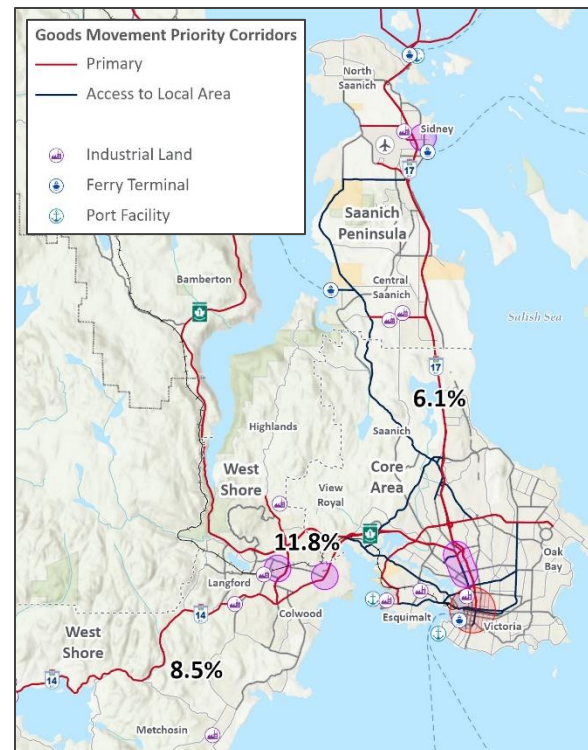 Goods Movement Priority Corridors
Primary
Access to Local Area
Industrial Land
Ferry Terminal
Port Facility
North
Saanich
Sidney
17
Saanich
Peninsula
Bamberton
1
Central
Saanich
Salish Sea
17
6.1%
Highlands
Saanich
West
Shore
Core
Area
View
Royal
1
11.8%
Oak
Bay
Langford
Colwood
14
Esquimalt
Victoria
West
Shore
14
8.5%
Metchosin